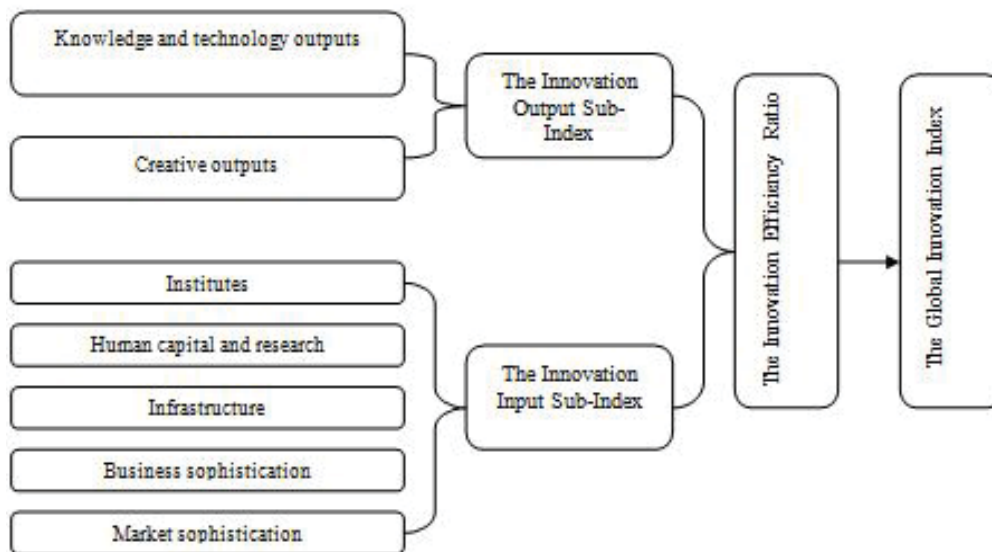 Knowledge and technology outputs
Creative outputs
Institutes
Human capital and research
Infrastructure
Business sophistication
Market sophistication
The Innovation
Output Sub-
Index
The Innovation
Input Sub-Index
The Innovation Efficiency Ratio
The Global Innovation Index